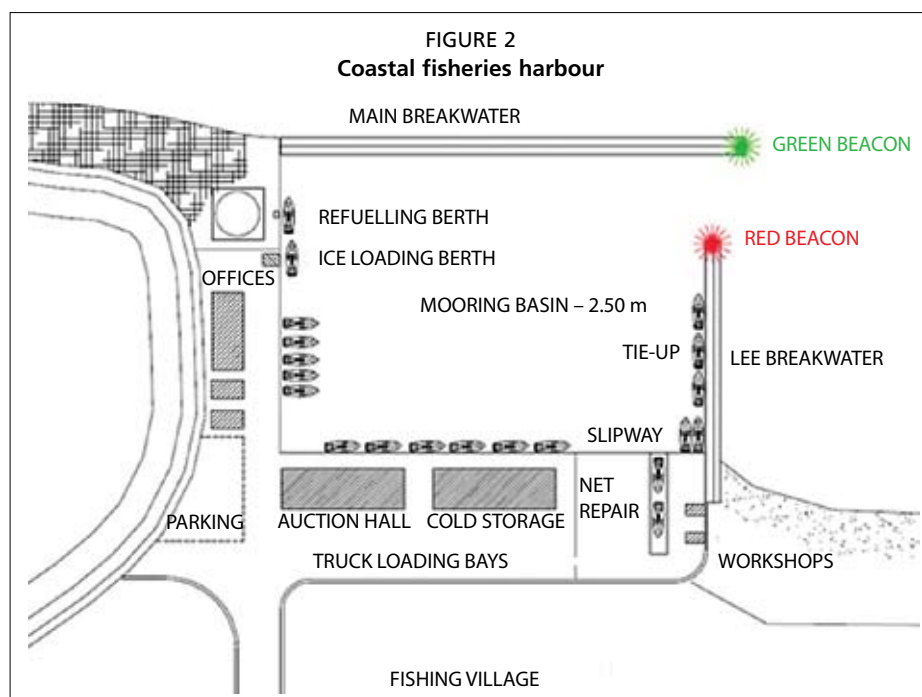 FIGURE 2
Coastal fisheries harbour
MAIN BREAKWATER
GREEN BEACON
REFUELLING BERTH
RED BEACON
ICE LOADING BERTH
OFFICES
MOORING BASIN – 2.50 m
TIE-UP
LEE BREAKWATER
SLIPWAY
NET
REPAIR
PARKING
AUCTION HALL
COLD STORAGE
TRUCK LOADING BAYS
WORKSHOPS
FISHING VILLAGE